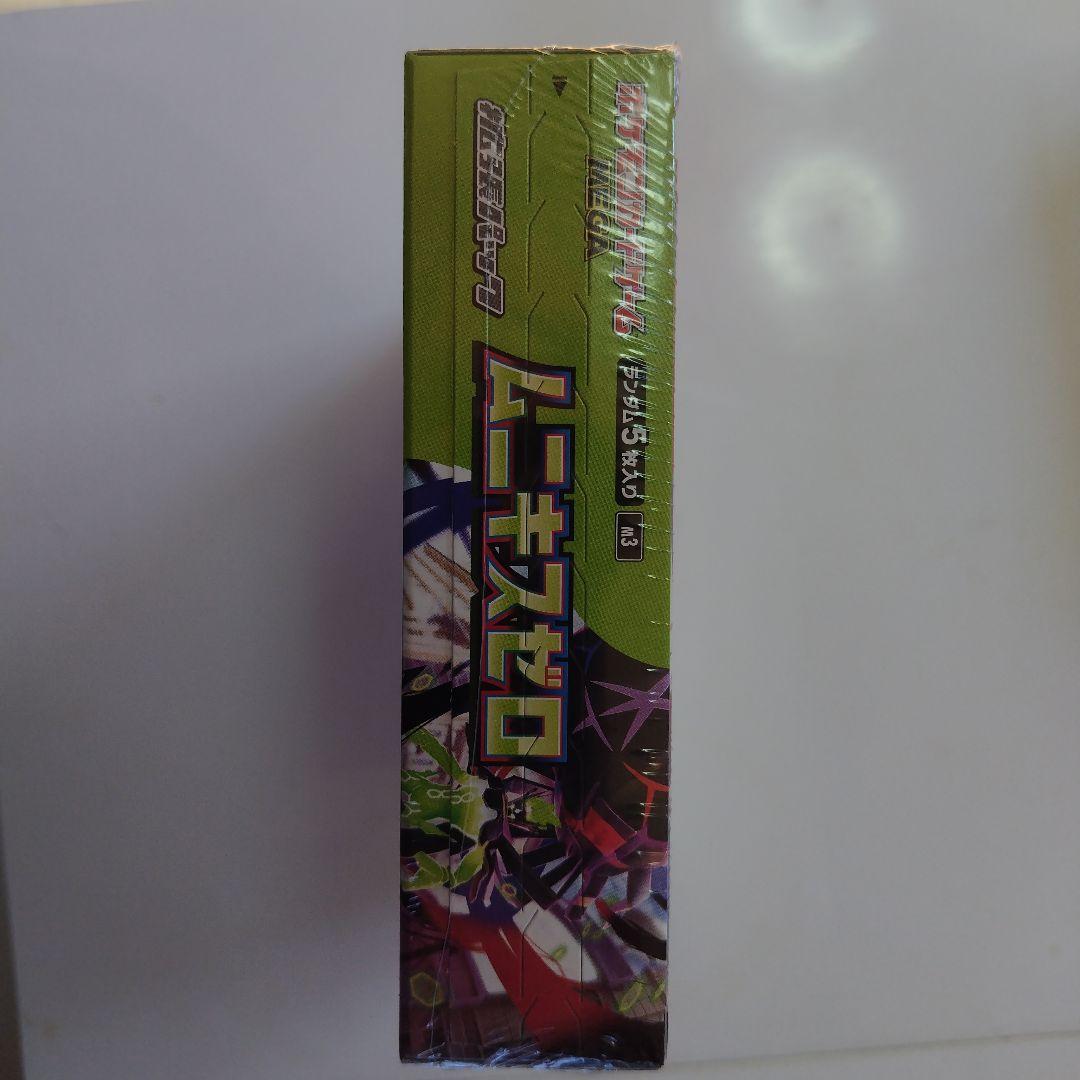 ポケモンカードゲーム
MEGA
ランダム5枚入り
M3
拡張パック
ムニキスゼロ